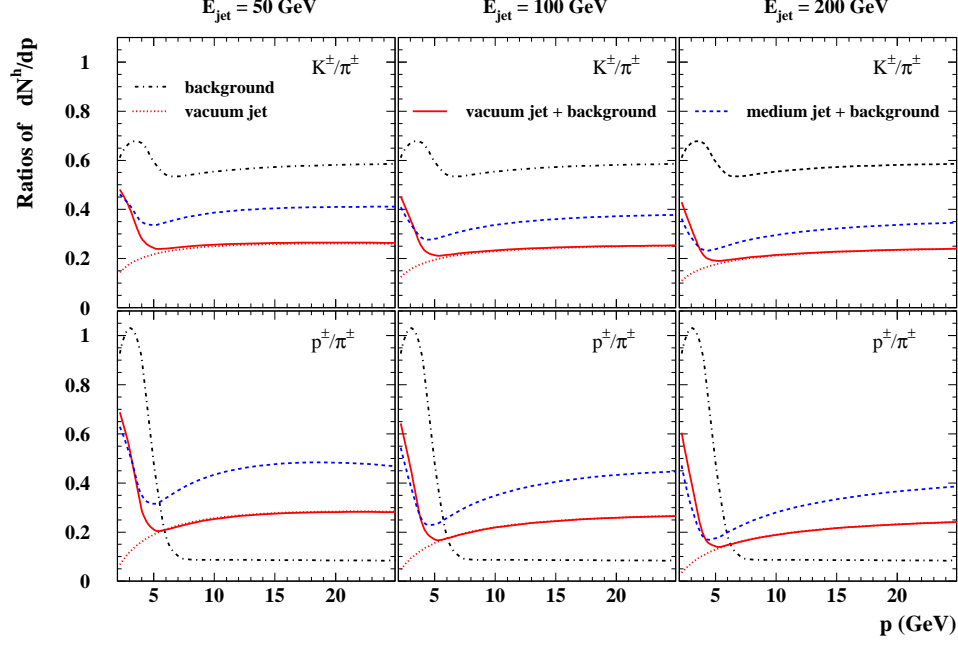 E_jet = 50 GeV E_jet = 100 GeV E_jet = 200 GeV
Ratios of dN^h/dp
K^±/π^± K^±/π^± K^±/π^±
background
vacuum jet vacuum jet + background medium jet + background
1
0.8
0.6
0.4
0.2
0
p^±/π^± p^±/π^± p^±/π^±
1
0.8
0.6
0.4
0.2
0
5 10 15 20 5 10 15 20 5 10 15 20
p (GeV)